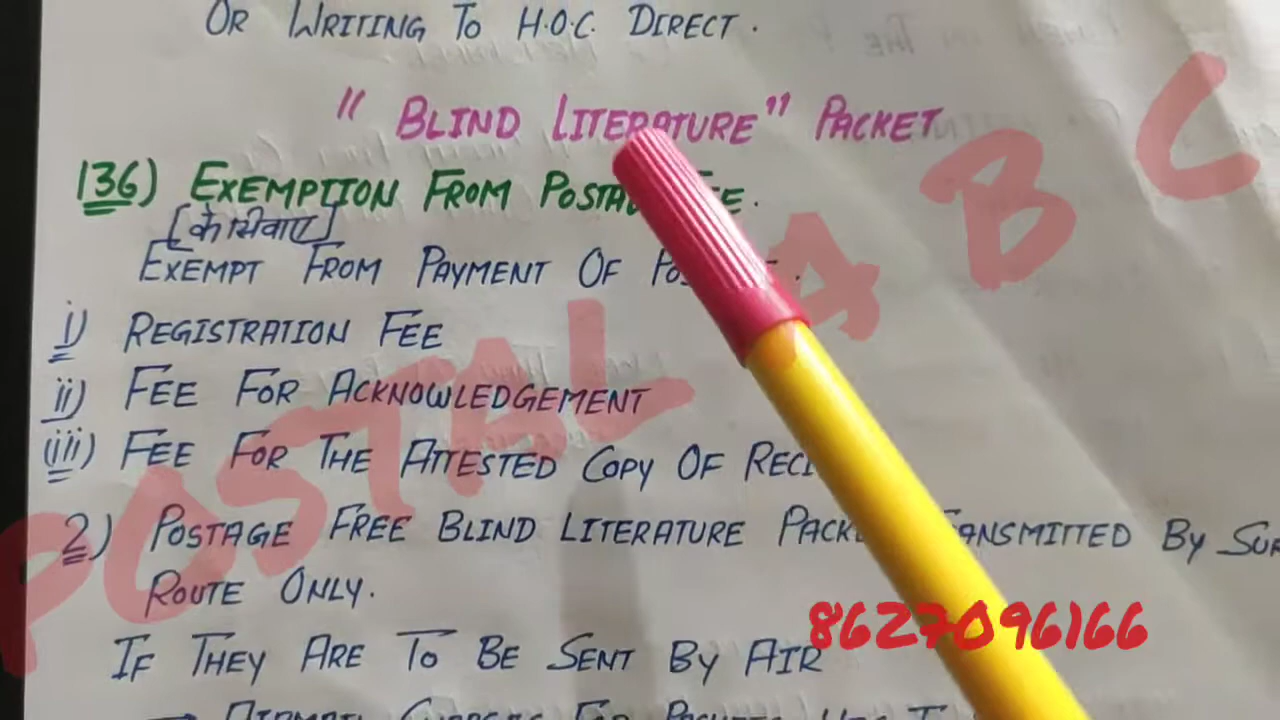 OR WRITING TO H.O.C. DIRECT.
"BLIND LITERATURE" PACKET
136) EXEMPTION FROM
[के सिवाए]
EXEMPT FROM PAYMENT OF
i) REGISTRATION FEE
ii) FEE FOR ACKNOWLEDGEMENT
iii) FEE FOR THE ATTESTED COPY OF
2) POSTAGE FREE BLIND LITERATURE BY
ROUTE ONLY.
IF THEY ARE TO BE SENT BY AIR
FOR
POSTAL ABC
8627096166